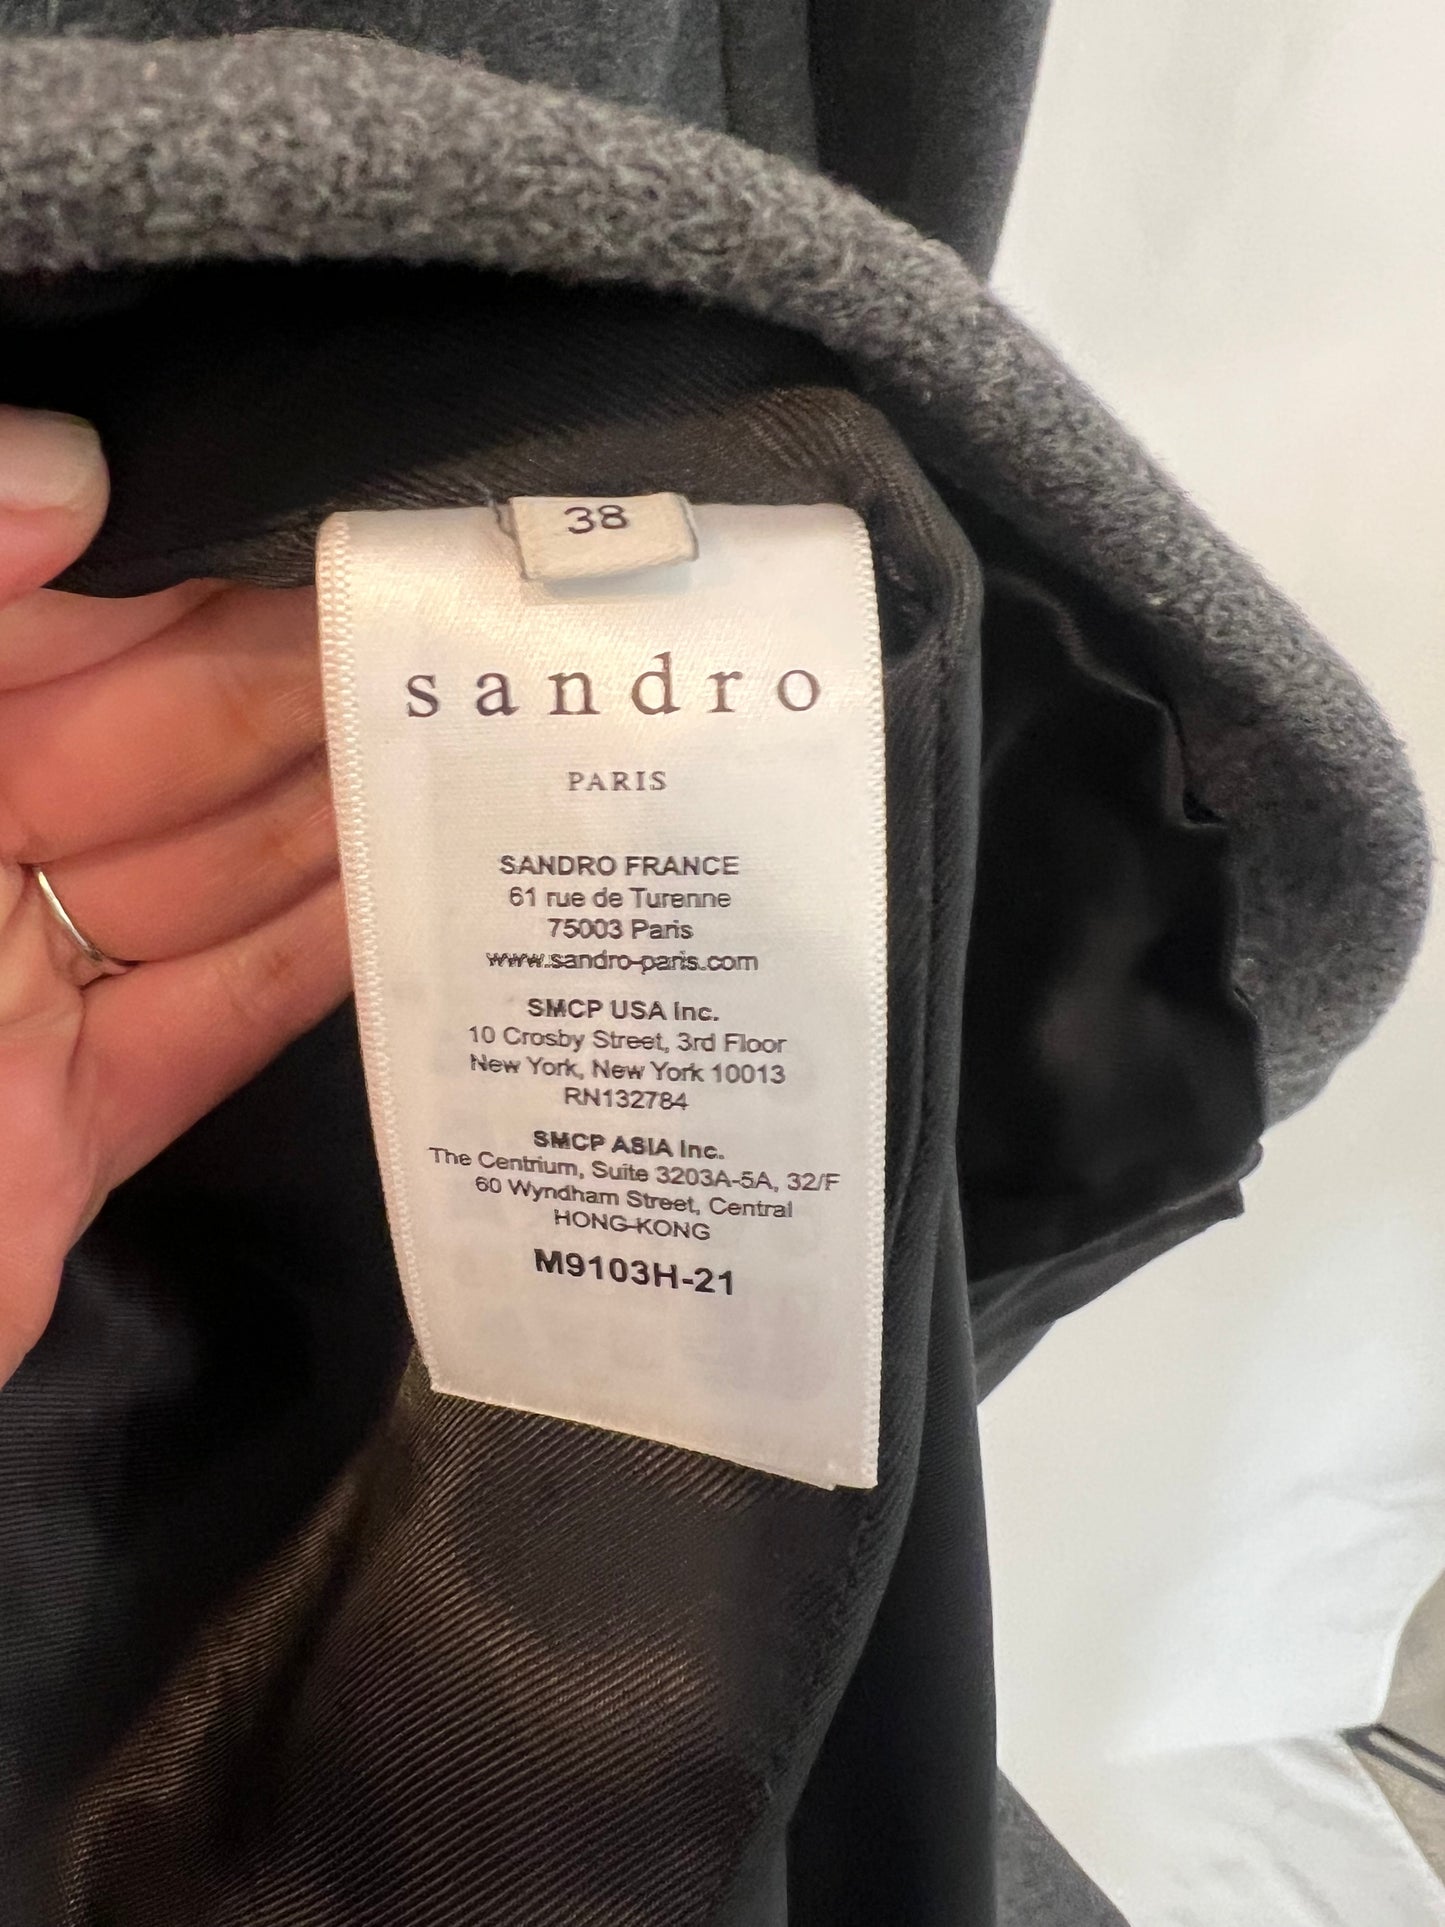 38
sandro
PARIS
SANDRO FRANCE
61 rue de Turenne
75003 Paris
www.sandro-paris.com
SMCP USA Inc.
10 Crosby Street, 3rd Floor
New York, New York 10013
RN132784
SMCP ASIA Inc.
The Centrium, Suite 3203A-5A, 32/F
60 Wyndham Street, Central
HONG-KONG
M9103H-21